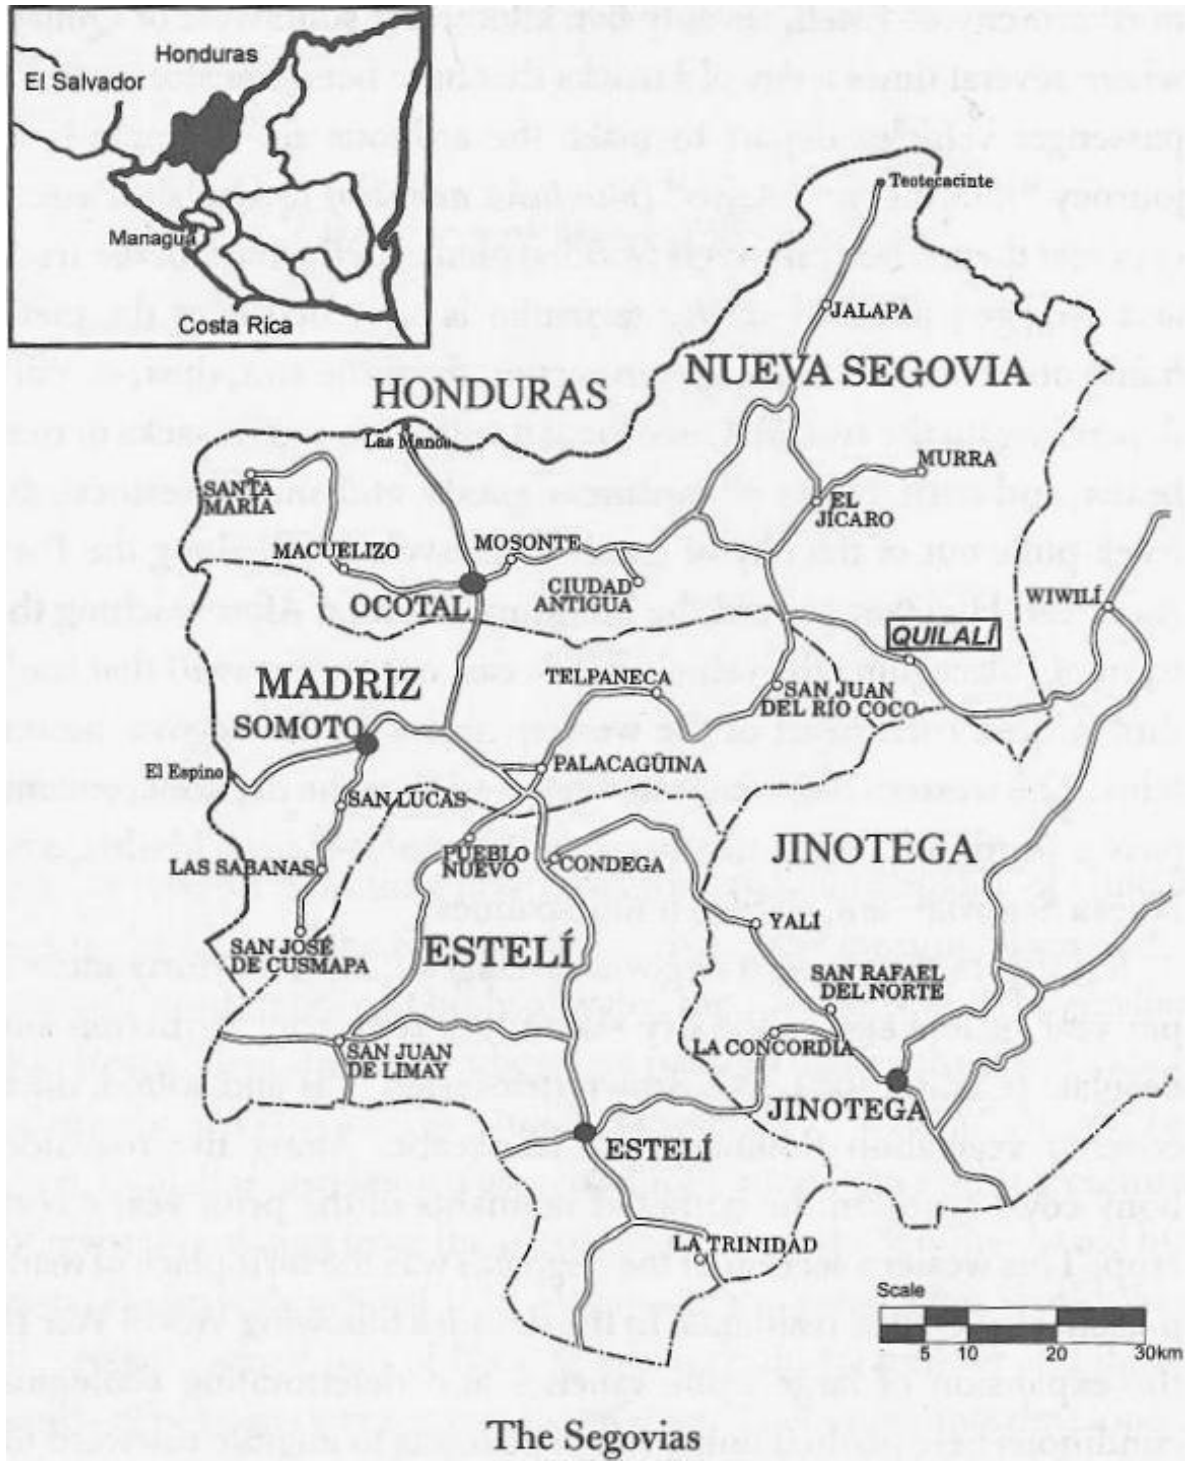 Honduras
El Salvador
Managua
Costa Rica
Teotecacinte
JALAPA
NUEVA SEGOVIA
HONDURAS
Las Manos
MURRA
SANTA
MARÍA
EL
JÍCARO
MACUELIZO
MOSONTE
CIUDAD
ANTIGUA
OCOTAL
WIWILÍ
QUILALÍ
MADRIZ
TELPANECA
SAN JUAN
DEL RÍO COCO
SOMOTO
El Espino
PALACAGÜINA
SAN LUCAS
JINOTEGA
PUEBLO
NUEVO
CONDEGA
LAS SABANAS
YALÍ
SAN JOSÉ
DE CUSMAPA
ESTELÍ
SAN RAFAEL
DEL NORTE
SAN JUAN
DE LIMAY
LA CONCORDIA
JINOTEGA
ESTELÍ
LA TRINIDAD
Scale
5 10 20 30km
The Segovias